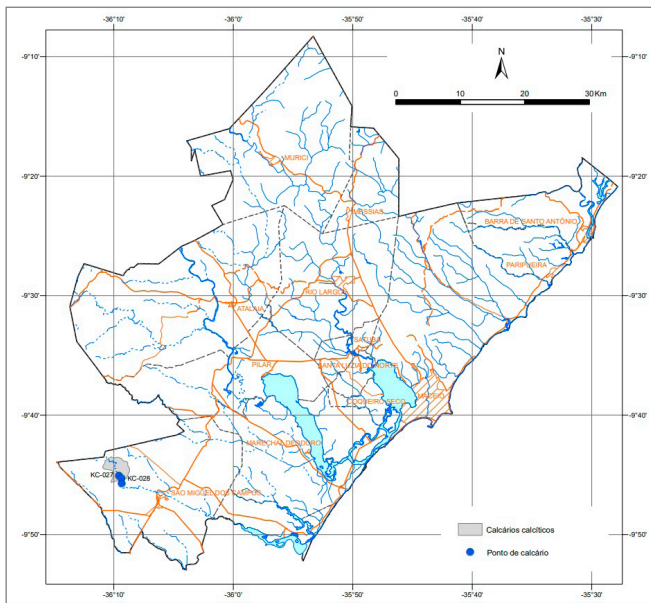 -36°10' -36°0' -35°50' -35°40' -35°30'
-9°10' -9°10'
N
0 10 20 30 Km
MURICI
-9°20' -9°20'
MESSIAS
BARRA DE SANTO ANTÔNIO
PARIPUEIRA
-9°30' -9°30'
RIO LARGO
ATALAIA
SATUBA
PILAR
SANTA LUZIA DO NORTE
MACEIÓ
COQUEIRO SECO
-9°40' -9°40'
MARECHAL DEODORO
KC-027 KC-028
SÃO MIGUEL DOS CAMPOS
-9°50' -9°50'
Calcários calcíticos
Ponto de calcário
-36°10' -36°0' -35°50' -35°40' -35°30'